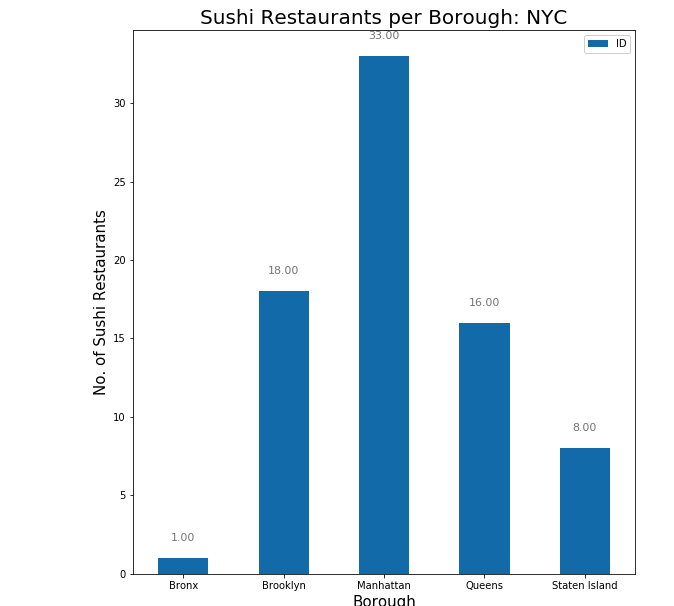 Sushi Restaurants per Borough: NYC
ID
33.00
18.00
16.00
8.00
1.00
30
25
20
15
10
5
0
No. of Sushi Restaurants
Bronx
Brooklyn
Manhattan
Queens
Staten Island
Borough